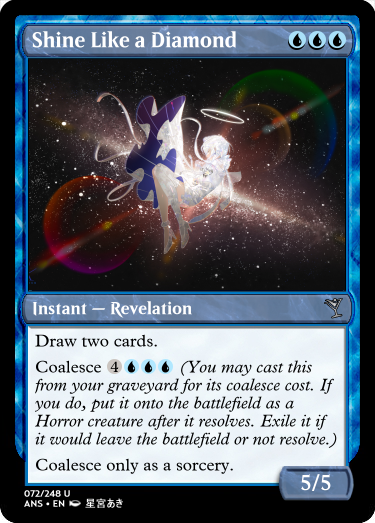 Shine Like a Diamond
Instant — Revelation
Draw two cards.
Coalesce 4 (You may cast this
from your graveyard for its coalesce cost. If
you do, put it onto the battlefield as a
Horror creature after it resolves. Exile it if
it would leave the battlefield or not resolve.)
Coalesce only as a sorcery.
5/5
072/248 U
ANS • EN 星宮あき